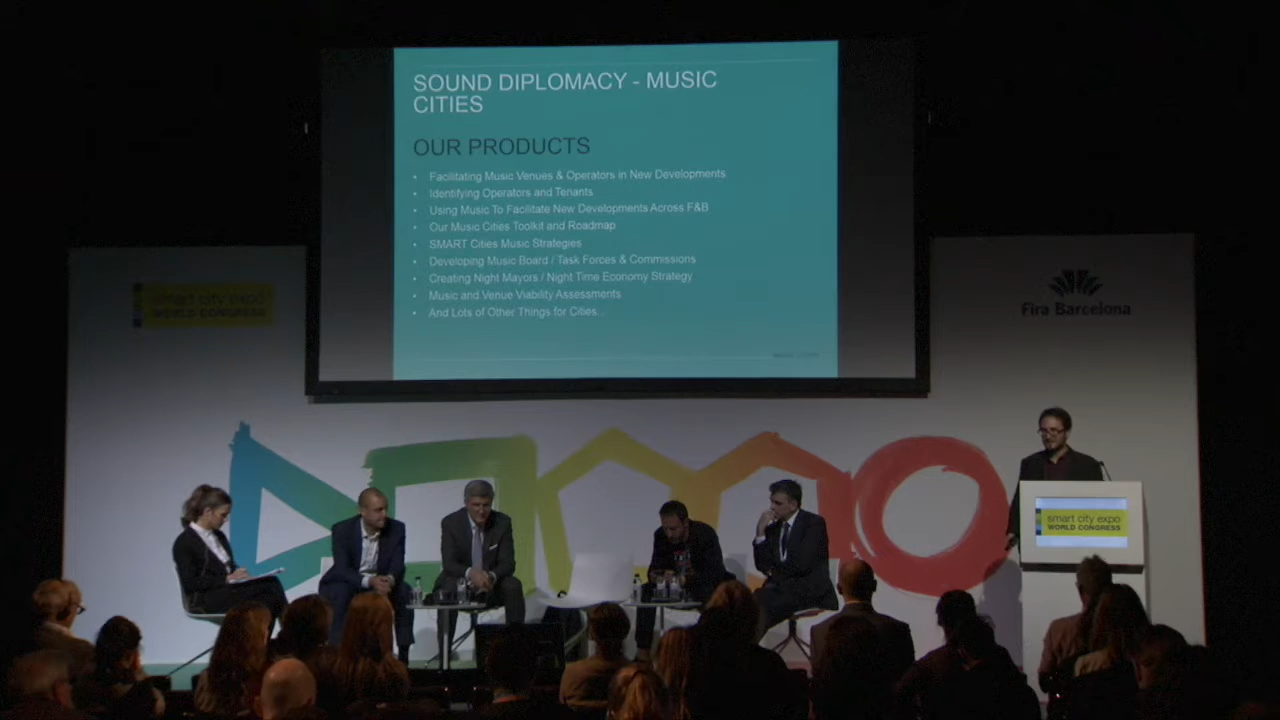 SOUND DIPLOMACY - MUSIC
CITIES
OUR PRODUCTS
• Facilitating Music Venues & Operators in New Developments
• Identifying Operators and Tenants
• Using Music To Facilitate New Developments Across F&B
• Our Music Cities Toolkit and Roadmap
• SMART Cities Music Strategies
• Developing Music Board / Task Forces & Commissions
• Creating Night Mayors / Night Time Economy Strategy
• Music and Venue Viability Assessments
• And Lots of Other Things for Cities...
smart city expo
WORLD CONGRESS
Fira Barcelona
smart city expo
WORLD CONGRESS